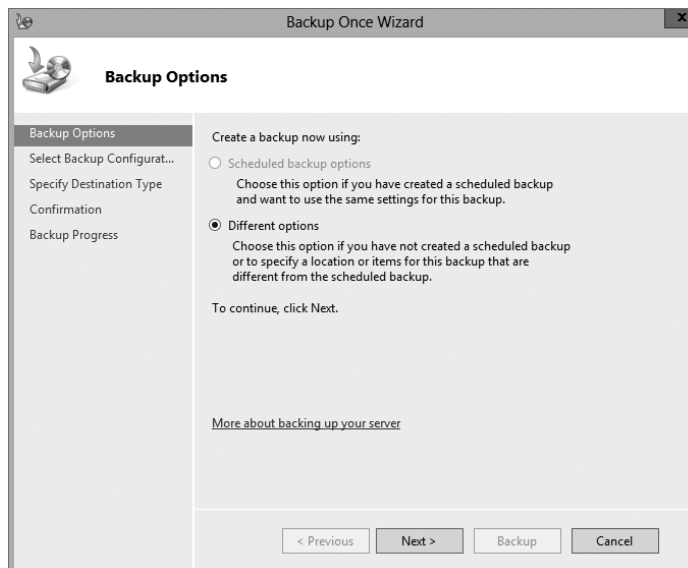 Backup Once Wizard
x
Backup Options
Backup Options
Select Backup Configurat...
Specify Destination Type
Confirmation
Backup Progress
Create a backup now using:
Scheduled backup options
Choose this option if you have created a scheduled backup
and want to use the same settings for this backup.
Different options
Choose this option if you have not created a scheduled backup
or to specify a location or items for this backup that are
different from the scheduled backup.
To continue, click Next.
More about backing up your server
< Previous
Next >
Backup
Cancel